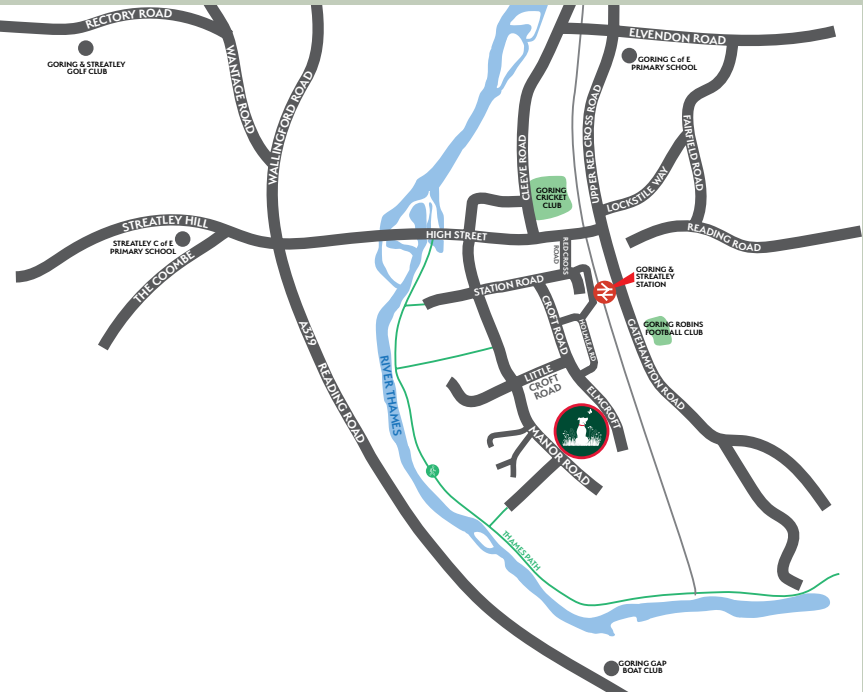 RECTORY ROAD
GORING & STREATLEY
GOLF CLUB
WANTAGE ROAD
WALLINGFORD ROAD
ELVENDON ROAD
GORING C of E
PRIMARY SCHOOL
CLEEVE ROAD
UPPER RED CROSS ROAD
FAIRFIELD ROAD
LOCKSTILE WAY
GORING
CRICKET
CLUB
STREATLEY HILL
STREATLEY C of E
PRIMARY SCHOOL
THE COOMBE
HIGH STREET
READING ROAD
RED CROSS
ROAD
STATION ROAD
GORING &
STREATLEY
STATION
CROFT ROAD
HOLMLEA RD
GORING ROBINS
FOOTBALL CLUB
GATEHAMPTON ROAD
A329 READING ROAD
RIVER THAMES
LITTLE
CROFT
ROAD
ELMCROFT
MANOR ROAD
THAMES PATH
GORING GAP
BOAT CLUB